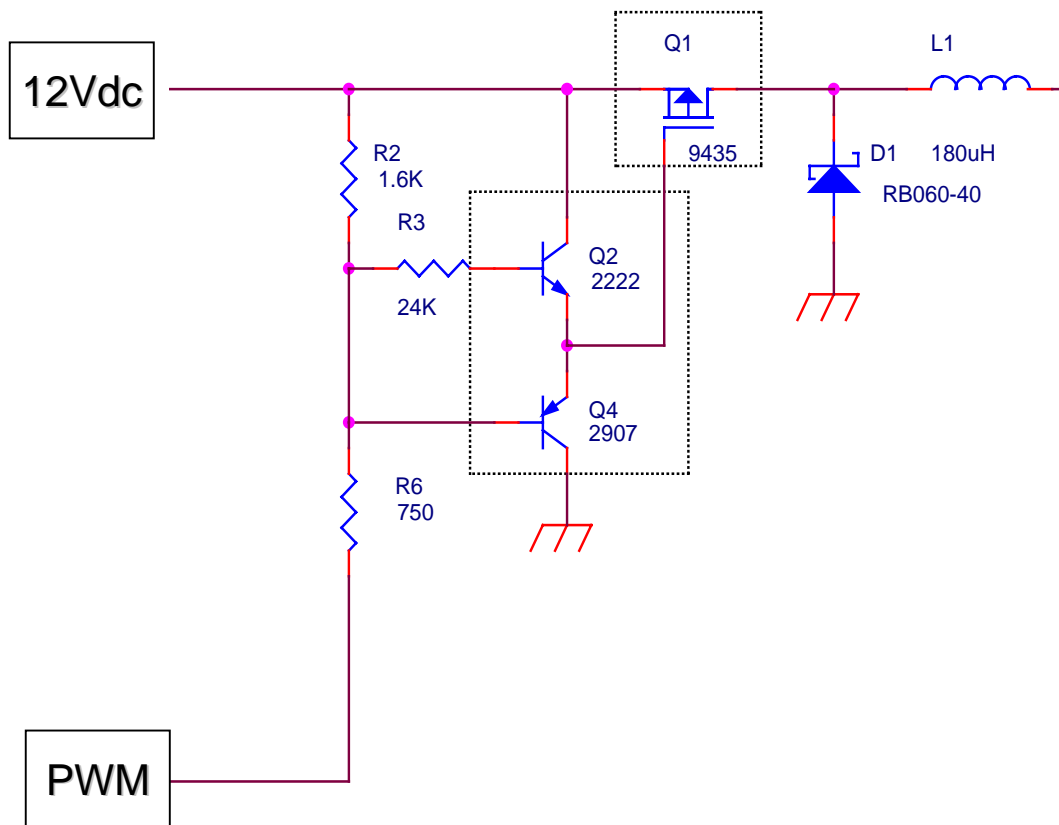 Q1
L1
12Vdc
R2
1.6K
9435
D1
180uH
RB060-40
R3
Q2
2222
24K
Q4
2907
R6
750
PWM